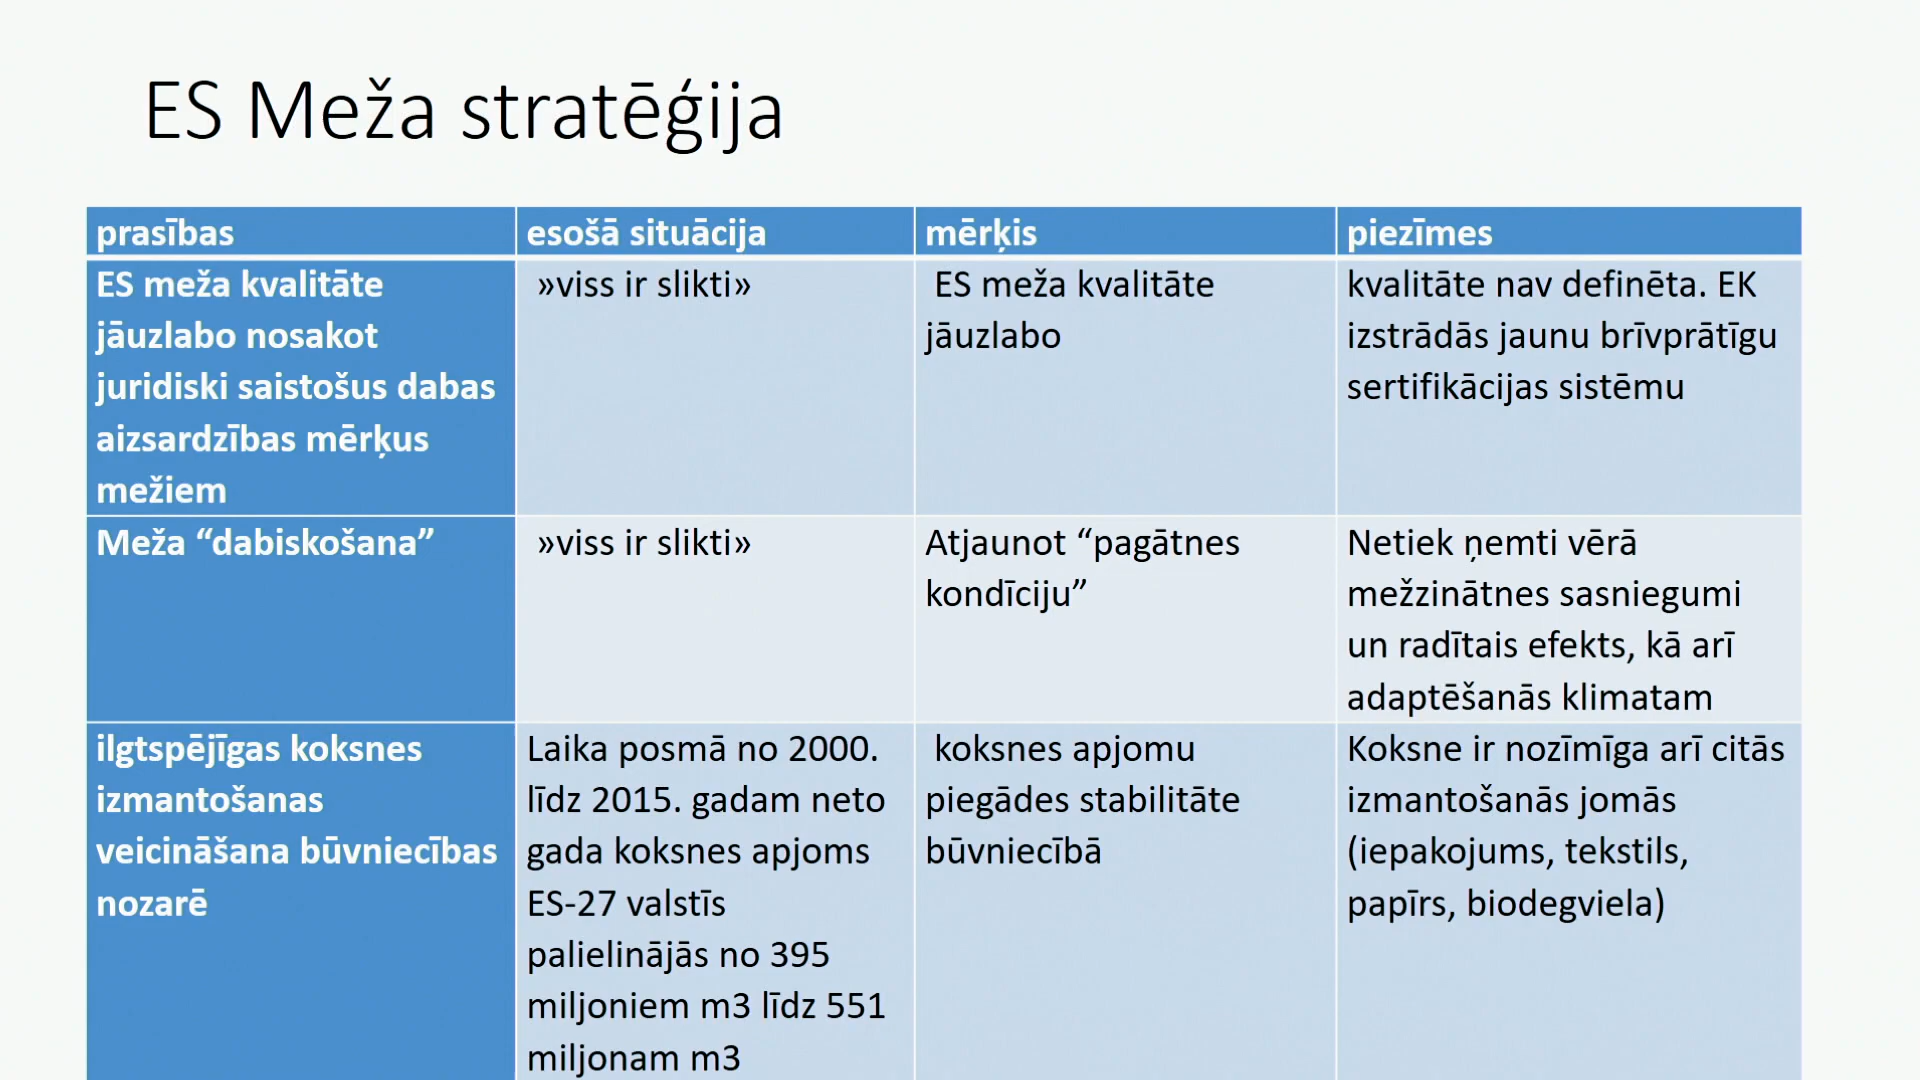 ES Meža stratēģija
prasības
esošā situācija
mērķis
piezīmes
ES meža kvalitāte
jāuzlabo nosakot
juridiski saistošus dabas
aizsardzības mērķus
mežiem
»viss ir slikti»
ES meža kvalitāte
jāuzlabo
kvalitāte nav definēta. EK
izstrādās jaunu brīvprātīgu
sertifikācijas sistēmu
Meža “dabiskošana”
»viss ir slikti»
Atjaunot “pagātnes
kondīciju”
Netiek ņemti vērā
mežzinātnes sasniegumi
un radītais efekts, kā arī
adaptēšanās klimatam
ilgtspējīgas koksnes
izmantošanas
veicināšana būvniecības
nozarē
Laika posmā no 2000.
līdz 2015. gadam neto
gada koksnes apjoms
ES-27 valstīs
palielinājās no 395
miljoniem m3 līdz 551
miljonam m3
koksnes apjomu
piegādes stabilitāte
būvniecībā
Koksne ir nozīmīga arī citās
izmantošanās jomās
(iepakojums, tekstils,
papīrs, biodegviela)